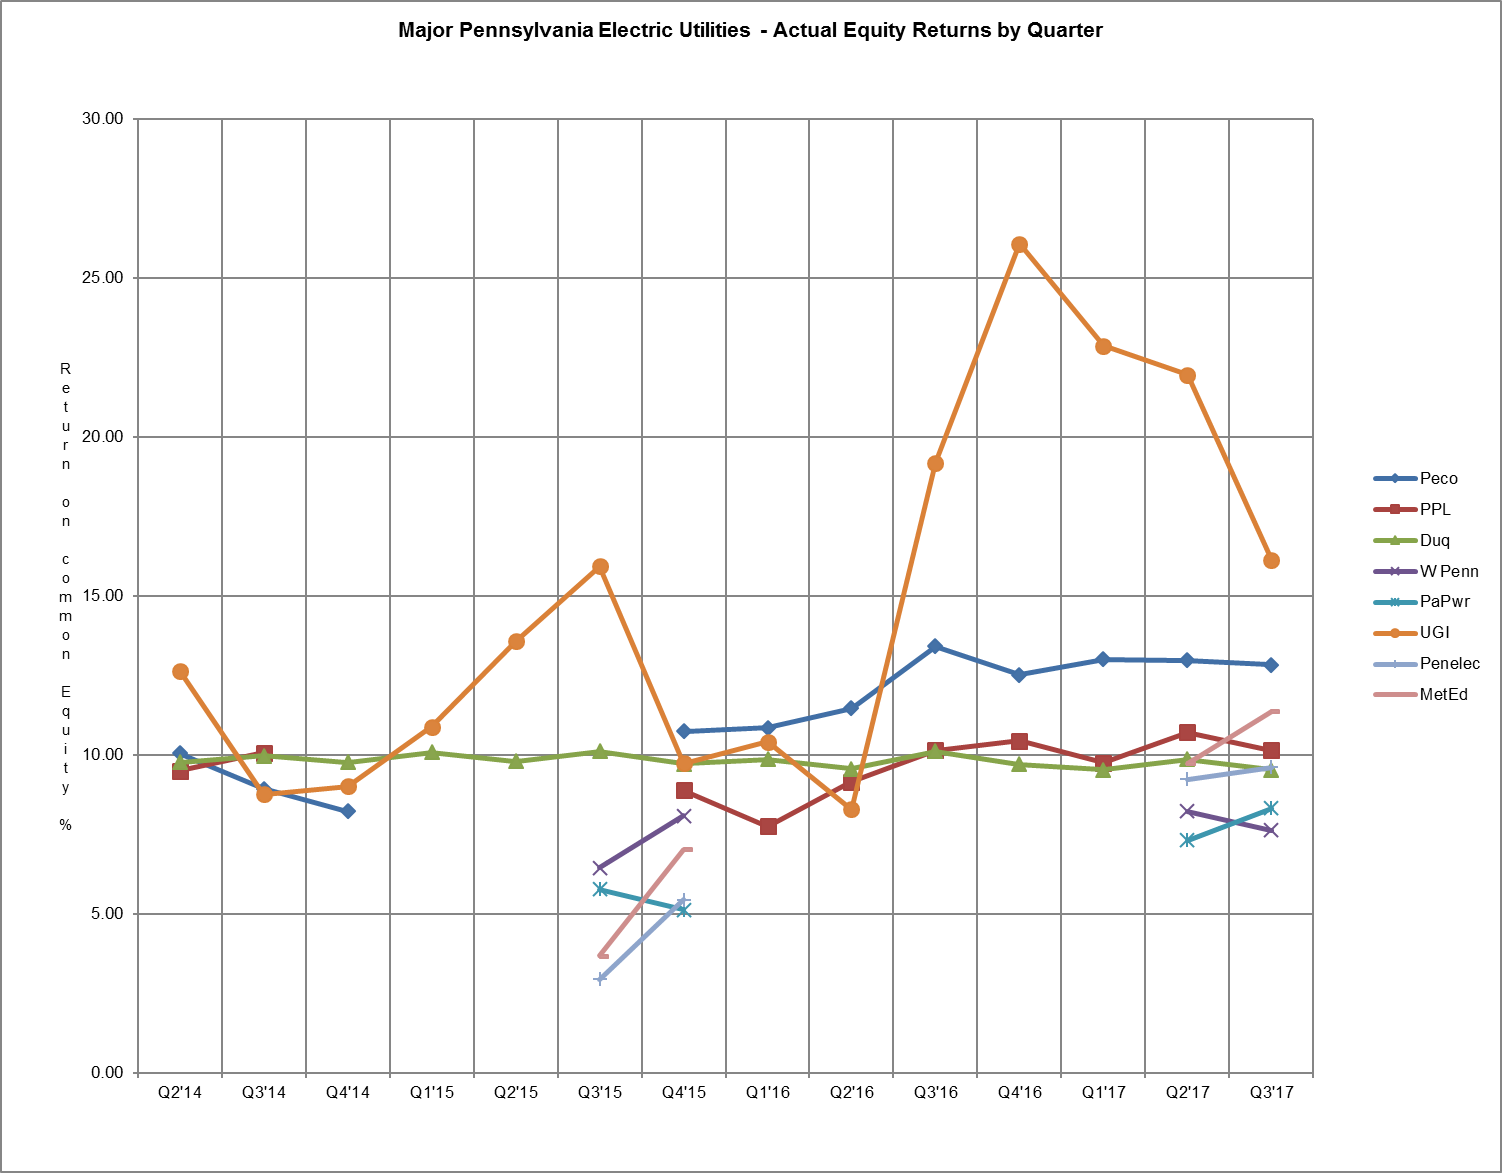 Major Pennsylvania Electric Utilities - Actual Equity Returns by Quarter
30.00
25.00
20.00
15.00
10.00
5.00
0.00
Return on common Equity %
Q2'14 Q3'14 Q4'14 Q1'15 Q2'15 Q3'15 Q4'15 Q1'16 Q2'16 Q3'16 Q4'16 Q1'17 Q2'17 Q3'17
Peco
PPL
Duq
W Penn
PaPwr
UGI
Penelec
MetEd